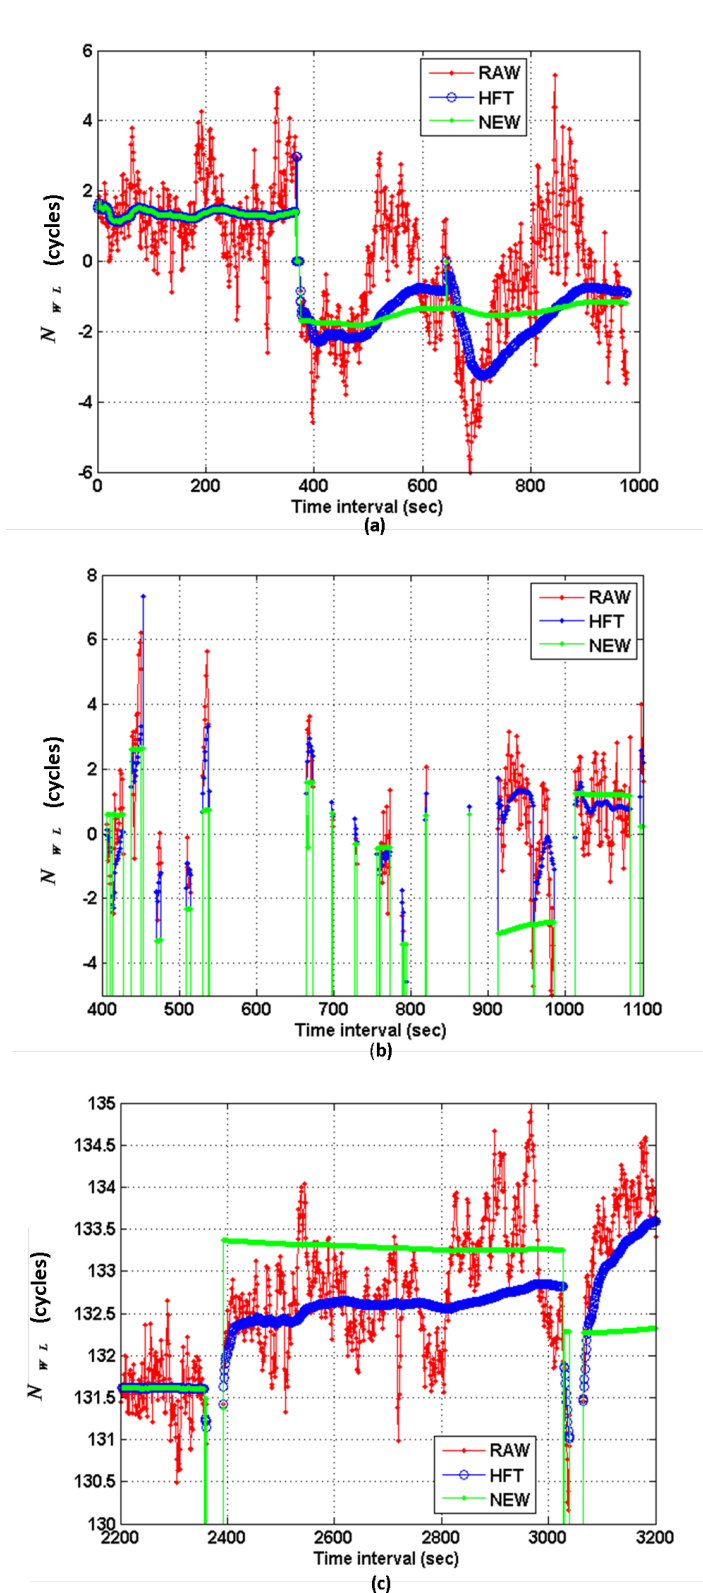 6
4
2
0
-2
-4
-6
N W L (cycles)
RAW
HFT
NEW
0 200 400 600 800 1000
Time interval (sec)
(a)
8
6
4
2
0
-2
-4
N W L (cycles)
RAW
HFT
NEW
400 500 600 700 800 900 1000 1100
Time interval (sec)
(b)
135
134.5
134
133.5
133
132.5
132
131.5
131
130.5
130
N W L (cycles)
RAW
HFT
NEW
2200 2400 2600 2800 3000 3200
Time interval (sec)
(c)